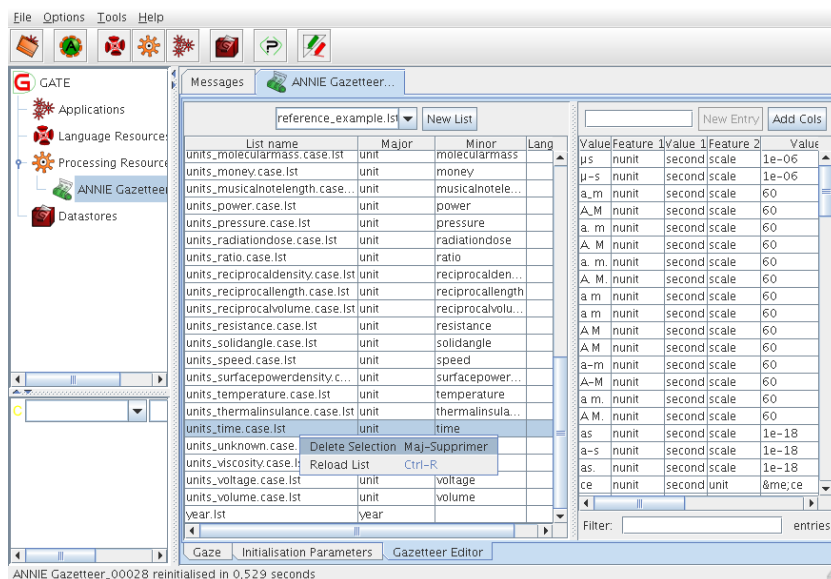 File Options Tools Help
GATE
Applications
Language Resources
Processing Resource
ANNIE Gazetteer
Datastores
Messages ANNIE Gazetteer...
reference_example.lst New List
List name Major Minor Lang
units_molecularmass.case.lst unit molecularmass
units_money.case.lst unit money
units_musicalnotelength.case... unit musicalnotele...
units_power.case.lst unit power
units_pressure.case.lst unit pressure
units_radiationdose.case.lst unit radiationdose
units_ratio.case.lst unit ratio
units_reciprocaldensity.case.lst unit reciprocalden...
units_reciprocallength.case.lst unit reciprocallength
units_reciprocalvolume.case.lst unit reciprocalvolu...
units_resistance.case.lst unit resistance
units_solidangle.case.lst unit solidangle
units_speed.case.lst unit speed
units_surfacepowerdensity.c... unit surfacepower...
units_temperature.case.lst unit temperature
units_thermalinsulance.case.lst unit thermalinsula...
units_time.case.lst unit time
units_unknown.case.
units_viscosity.case.l
units_voltage.case.lst unit voltage
units_volume.case.lst unit volume
year.lst year
Delete Selection Maj-Supprimer
Reload List Ctrl-R
New Entry Add Cols
Value Feature 1 Value 1 Feature 2 Value
µs nunit second scale 1e-06
µ-s nunit second scale 1e-06
a_m nunit second scale 60
A_M nunit second scale 60
a. m nunit second scale 60
A. M nunit second scale 60
a. m. nunit second scale 60
A. M. nunit second scale 60
a m nunit second scale 60
a m nunit second scale 60
A M nunit second scale 60
A M nunit second scale 60
a-m nunit second scale 60
A-M nunit second scale 60
a m. nunit second scale 60
A M. nunit second scale 60
as nunit second scale 1e-18
a-s nunit second scale 1e-18
as. nunit second scale 1e-18
ce nunit second unit &me;ce
Filter: entries
Gaze Initialisation Parameters Gazetteer Editor
ANNIE Gazetteer_00028 reinitialised in 0,529 seconds